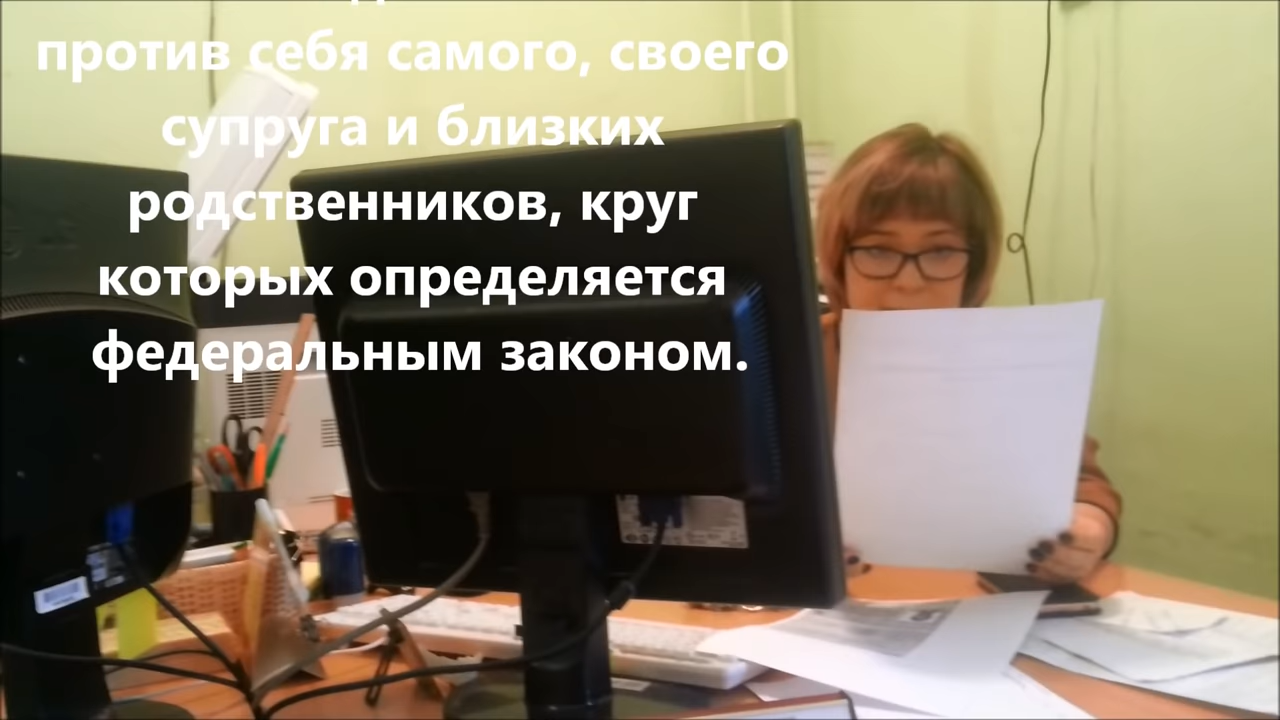 против себя самого, своего
супруга и близких
родственников, круг
которых определяется
федеральным законом.